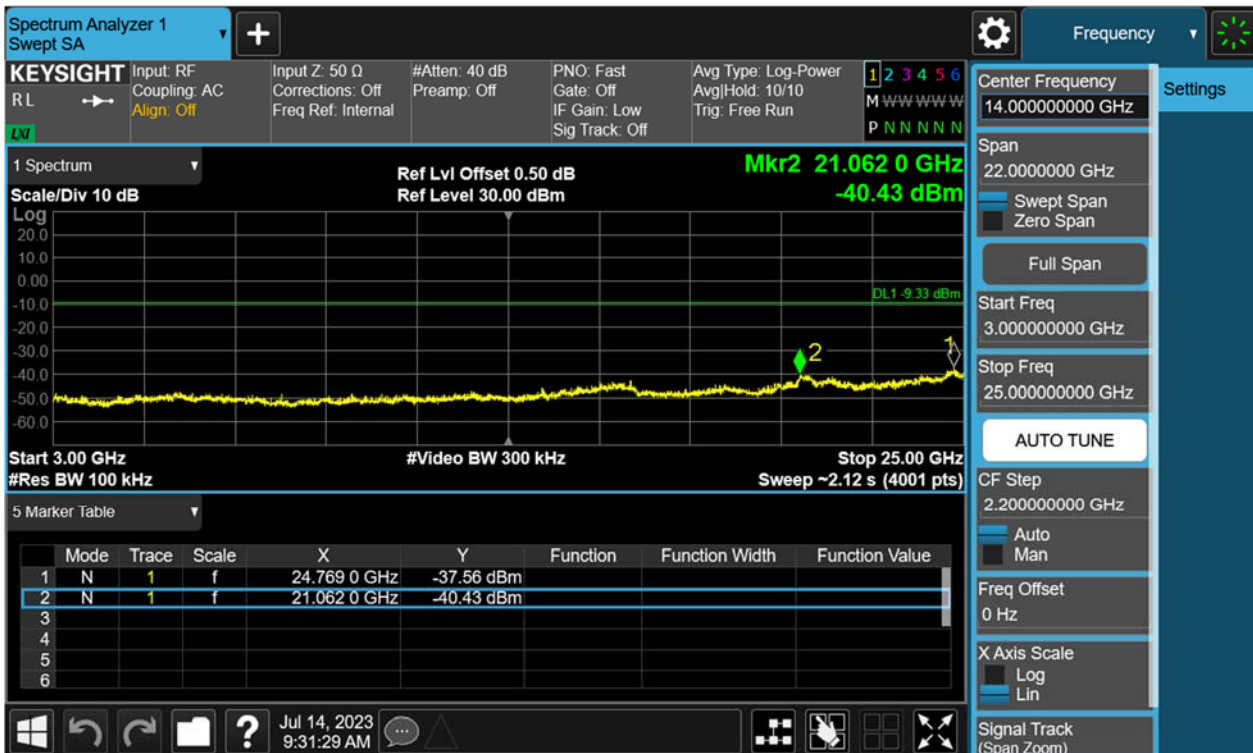 Spectrum Analyzer 1
Swept SA
+
Frequency
KEYSIGHT
R L
LXI
Input: RF
Coupling: AC
Align: Off
Input Z: 50 Ω
Corrections: Off
Freq Ref: Internal
#Atten: 40 dB
Preamp: Off
PNO: Fast
Gate: Off
IF Gain: Low
Sig Track: Off
Avg Type: Log-Power
Avg|Hold: 10/10
Trig: Free Run
1 2 3 4 5 6
M W W W W W
P N N N N N
1 Spectrum
Scale/Div 10 dB
Ref Lvl Offset 0.50 dB
Ref Level 30.00 dBm
Mkr2 21.062 0 GHz
-40.43 dBm
Log
20.0
10.0
0.00
-10.0
-20.0
-30.0
-40.0
-50.0
-60.0
DL1 -9.33 dBm
2
1
Start 3.00 GHz
#Video BW 300 kHz
Stop 25.00 GHz
#Res BW 100 kHz
Sweep ~2.12 s (4001 pts)
5 Marker Table
Mode Trace Scale X Y Function Function Width Function Value
1 N 1 f 24.769 0 GHz -37.56 dBm
2 N 1 f 21.062 0 GHz -40.43 dBm
3
4
5
6
?
Jul 14, 2023
9:31:29 AM
Center Frequency
14.000000000 GHz
Span
22.0000000 GHz
Swept Span
Zero Span
Full Span
Start Freq
3.000000000 GHz
Stop Freq
25.000000000 GHz
AUTO TUNE
CF Step
2.200000000 GHz
Auto
Man
Freq Offset
0 Hz
X Axis Scale
Log
Lin
Signal Track
(Span Zoom)
Settings